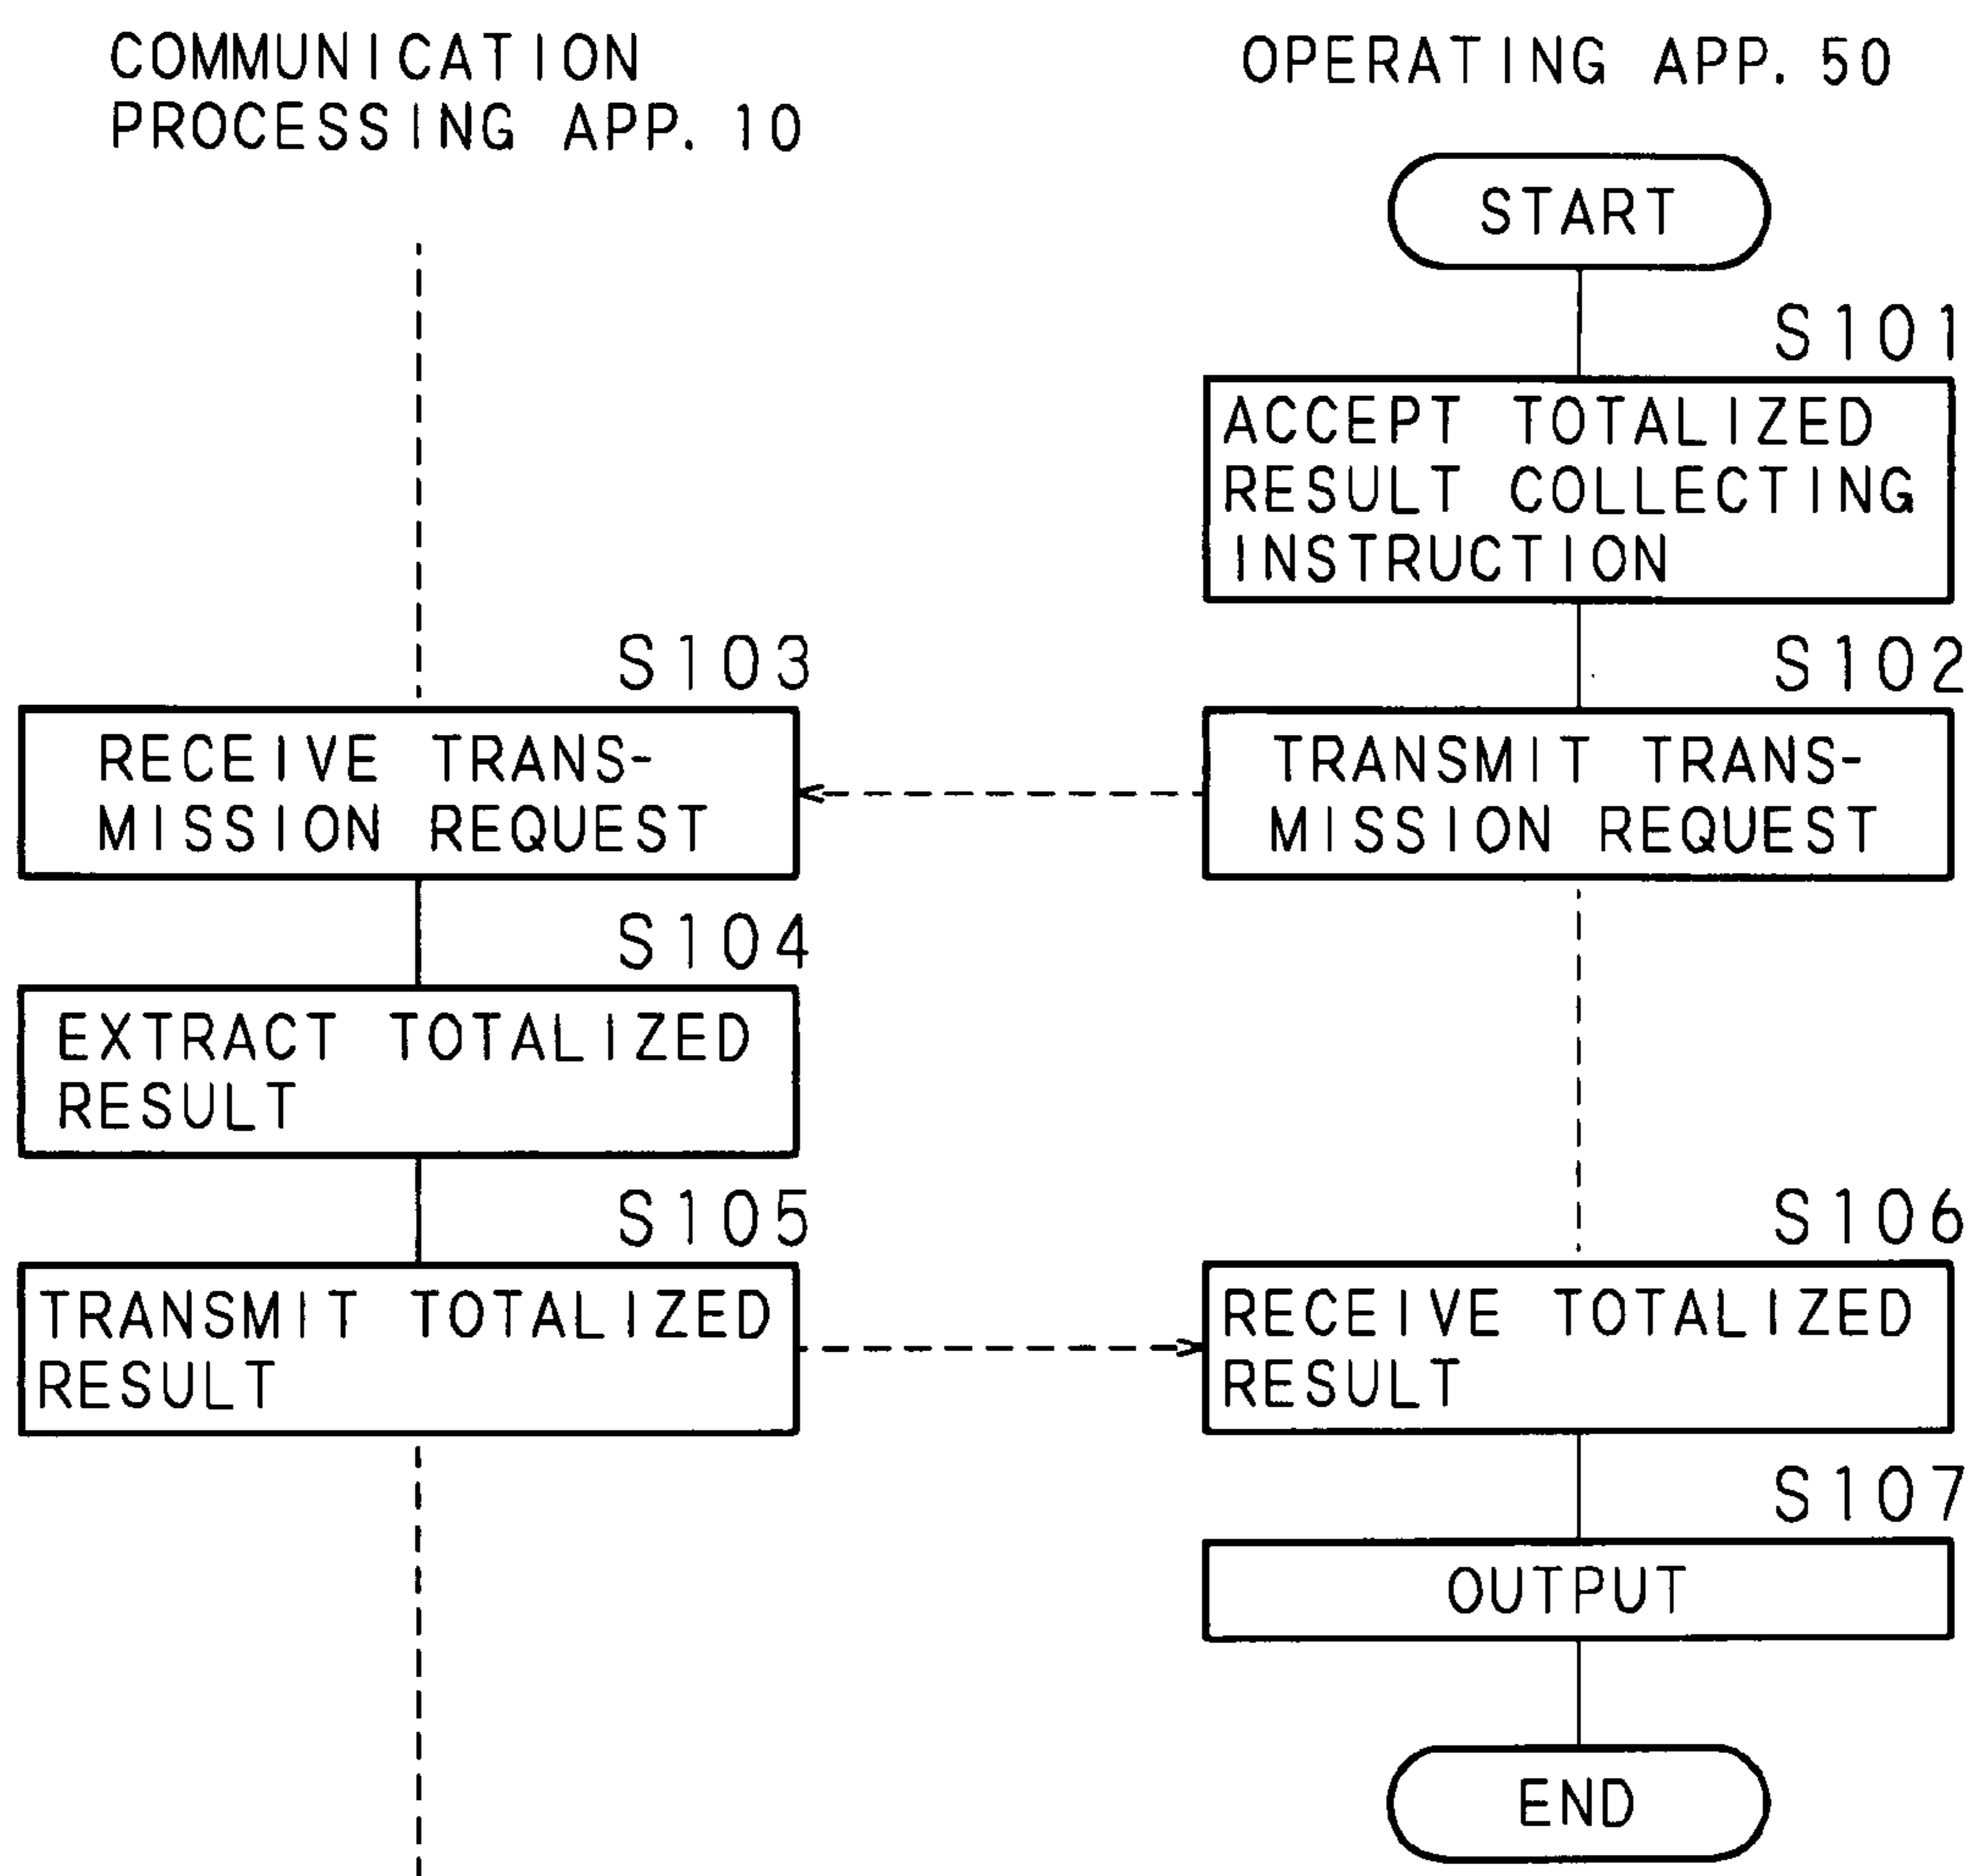 COMMUNICATION
PROCESSING APP. 10
OPERATING APP. 50
START
S101
ACCEPT TOTALIZED
RESULT COLLECTING
INSTRUCTION
S103
S102
RECEIVE TRANS-
MISSION REQUEST
TRANSMIT TRANS-
MISSION REQUEST
S104
EXTRACT TOTALIZED
RESULT
S105
S106
TRANSMIT TOTALIZED
RESULT
RECEIVE TOTALIZED
RESULT
S107
OUTPUT
END